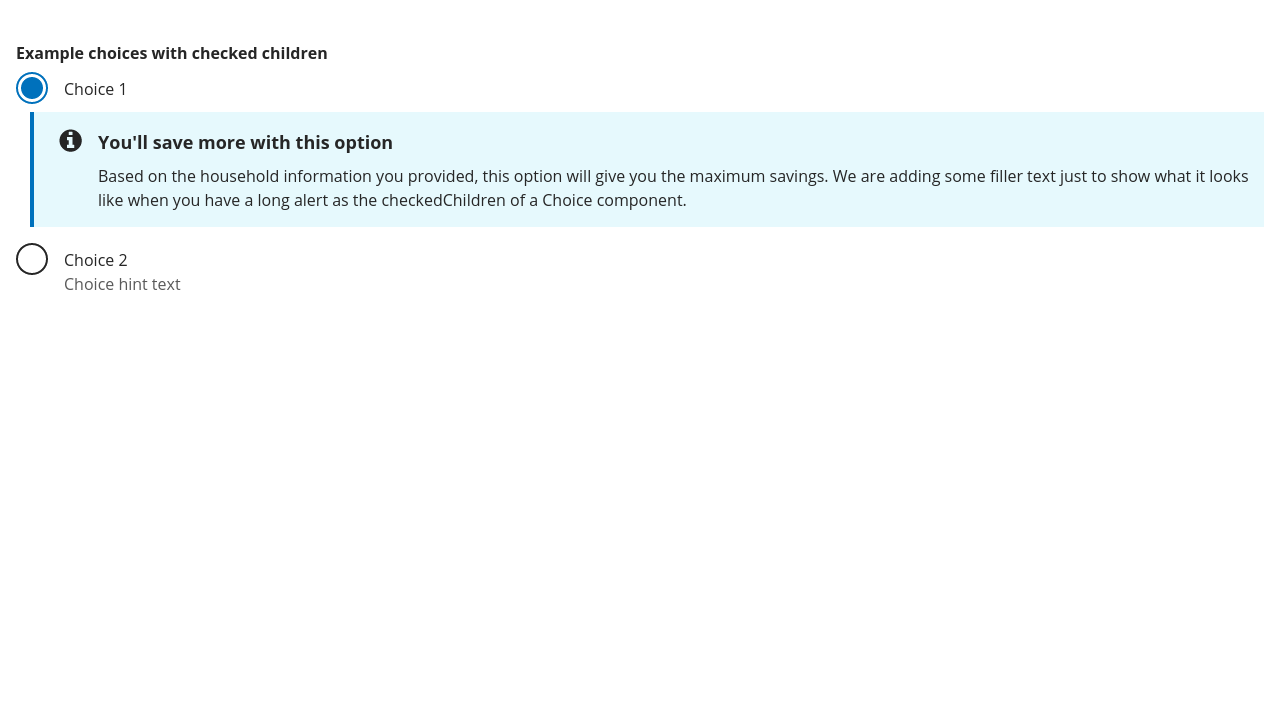 Example choices with checked children
Choice 1
You'll save more with this option
Based on the household information you provided, this option will give you the maximum savings. We are adding some filler text just to show what it looks
like when you have a long alert as the checkedChildren of a Choice component.
Choice 2
Choice hint text